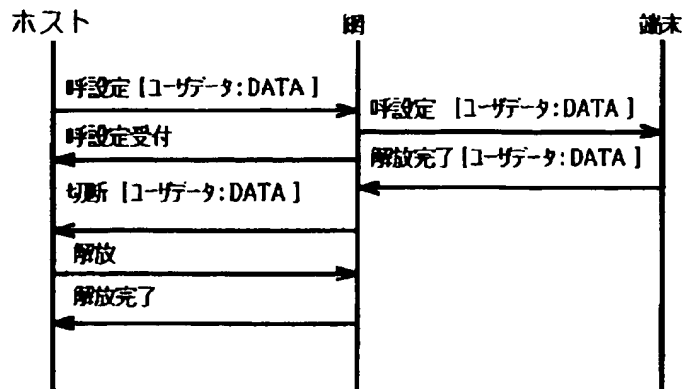 ホスト 網 端末
呼設定 [ユーザデータ:DATA]
呼設定 [ユーザデータ:DATA]
呼設定受付
解放完了 [ユーザデータ:DATA]
切断 [ユーザデータ:DATA]
解放
解放完了